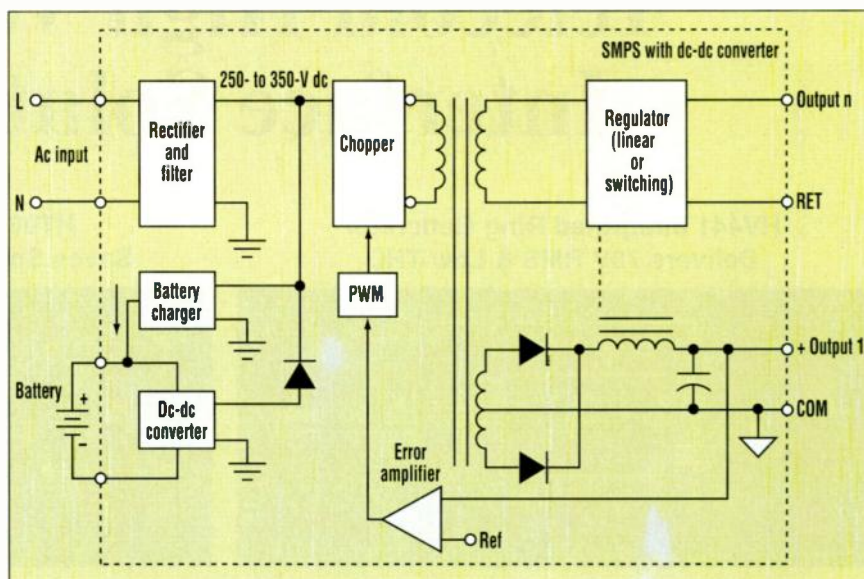 SMPS with dc-dc converter
250- to 350-V dc
L
Ac input
N
Rectifier
and
filter
Chopper
Regulator
(linear
or
switching)
Output n
RET
Battery
charger
PWM
Battery
+
−
Dc-dc
converter
+ Output 1
COM
Error
amplifier
Ref